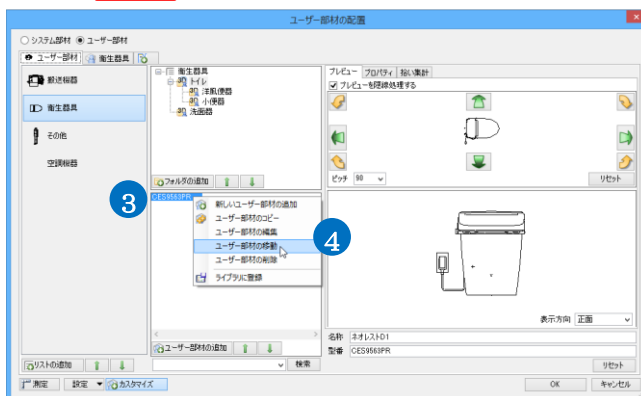 ユーザー部材の配置
システム部材 ユーザー部材
ユーザー部材 衛生器具
搬送機器
衛生器具
その他
空調機器
衛生器具
トイレ
洋風便器
小便器
洗面器
フォルダの追加
3
CES9563PR
新しいユーザー部材の追加
ユーザー部材のコピー
ユーザー部材の編集
ユーザー部材の移動
ユーザー部材の削除
ライブラリに登録
4
ユーザー部材の追加
検索
プレビュー プロパティ 拾い集計
プレビューを隠線処理する
ピッチ 90
リセット
表示方向 正面
名称 ネオレストD1
型番 CES9563PR
リストの追加
リセット
測定 設定 カスタマイズ
OK キャンセル